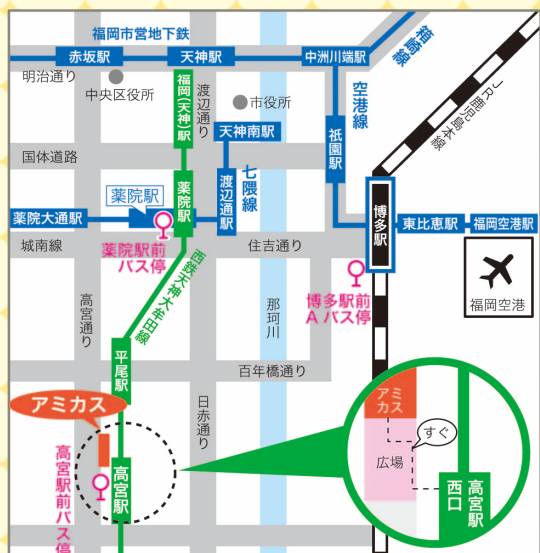 福岡市営地下鉄
赤坂駅
天神駅
中洲川端駅
箱崎線
明治通り
中央区役所
福岡(天神)駅
渡辺通り
市役所
空港線
JR鹿児島本線
天神南駅
祇園駅
国体道路
七隈線
薬院駅
薬院駅
渡辺通駅
博多駅
薬院大通駅
東比恵駅
福岡空港駅
城南線
薬院駅前
バス停
住吉通り
西鉄天神大牟田線
福岡空港
高宮通り
那珂川
博多駅前
A バス停
平尾駅
百年橋通り
アミカス
日赤通り
アミ
カス
すぐ
広場
高宮駅
高宮駅前バス停
高宮駅
西口